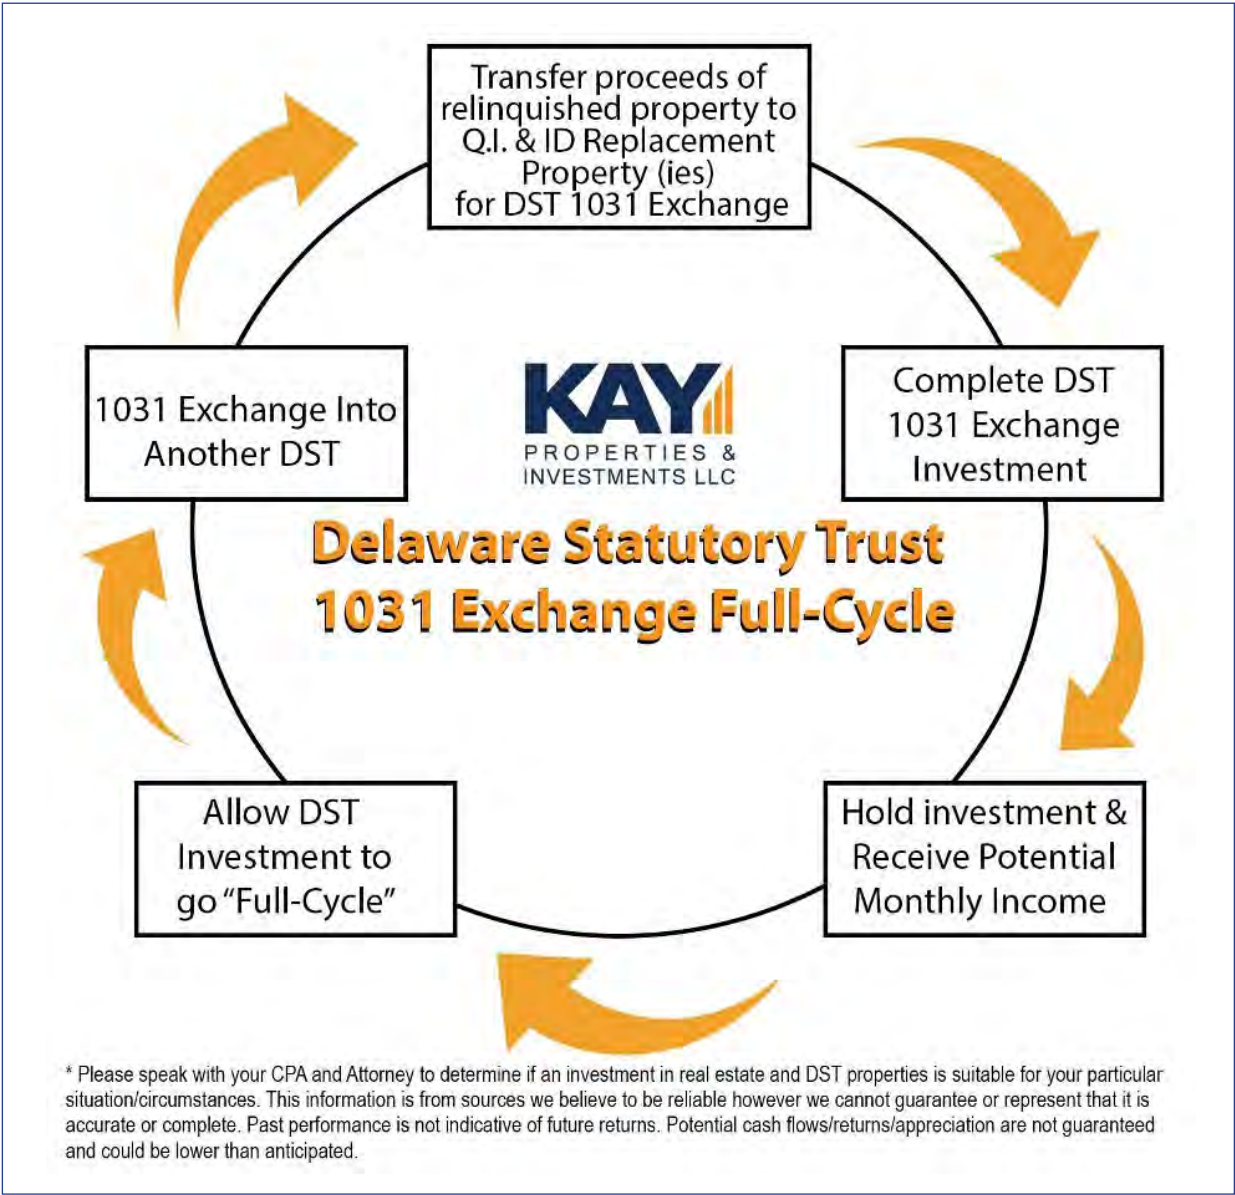 Transfer proceeds of
relinquished property to
Q.I. & ID Replacement
Property (ies)
for DST 1031 Exchange
1031 Exchange Into
Another DST
KAY
PROPERTIES &
INVESTMENTS LLC
Complete DST
1031 Exchange
Investment
Delaware Statutory Trust
1031 Exchange Full-Cycle
Allow DST
Investment to
go “Full-Cycle”
Hold investment &
Receive Potential
Monthly Income
* Please speak with your CPA and Attorney to determine if an investment in real estate and DST properties is suitable for your particular
situation/circumstances. This information is from sources we believe to be reliable however we cannot guarantee or represent that it is
accurate or complete. Past performance is not indicative of future returns. Potential cash flows/returns/appreciation are not guaranteed
and could be lower than anticipated.